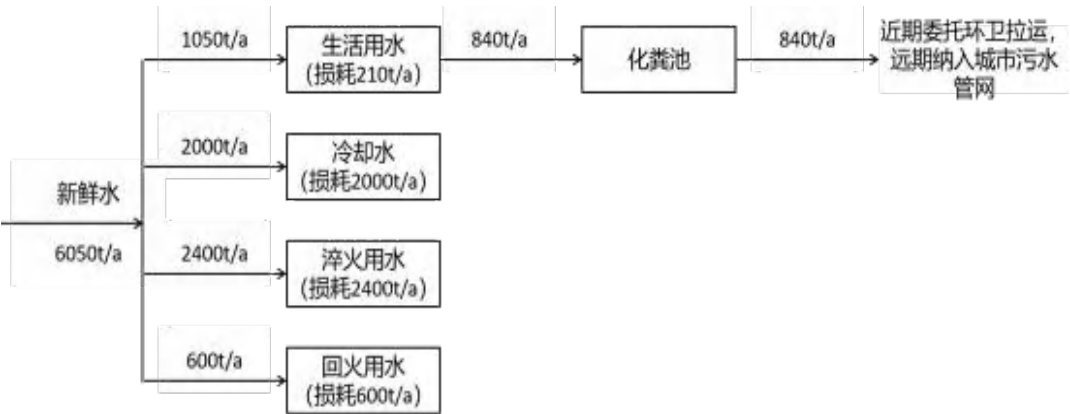 新鲜水
6050t/a
1050t/a
生活用水
(损耗210t/a)
840t/a
化粪池
840t/a
近期委托环卫拉运,
远期纳入城市污水
管网
2000t/a
冷却水
(损耗2000t/a)
2400t/a
淬火用水
(损耗2400t/a)
600t/a
回火用水
(损耗600t/a)